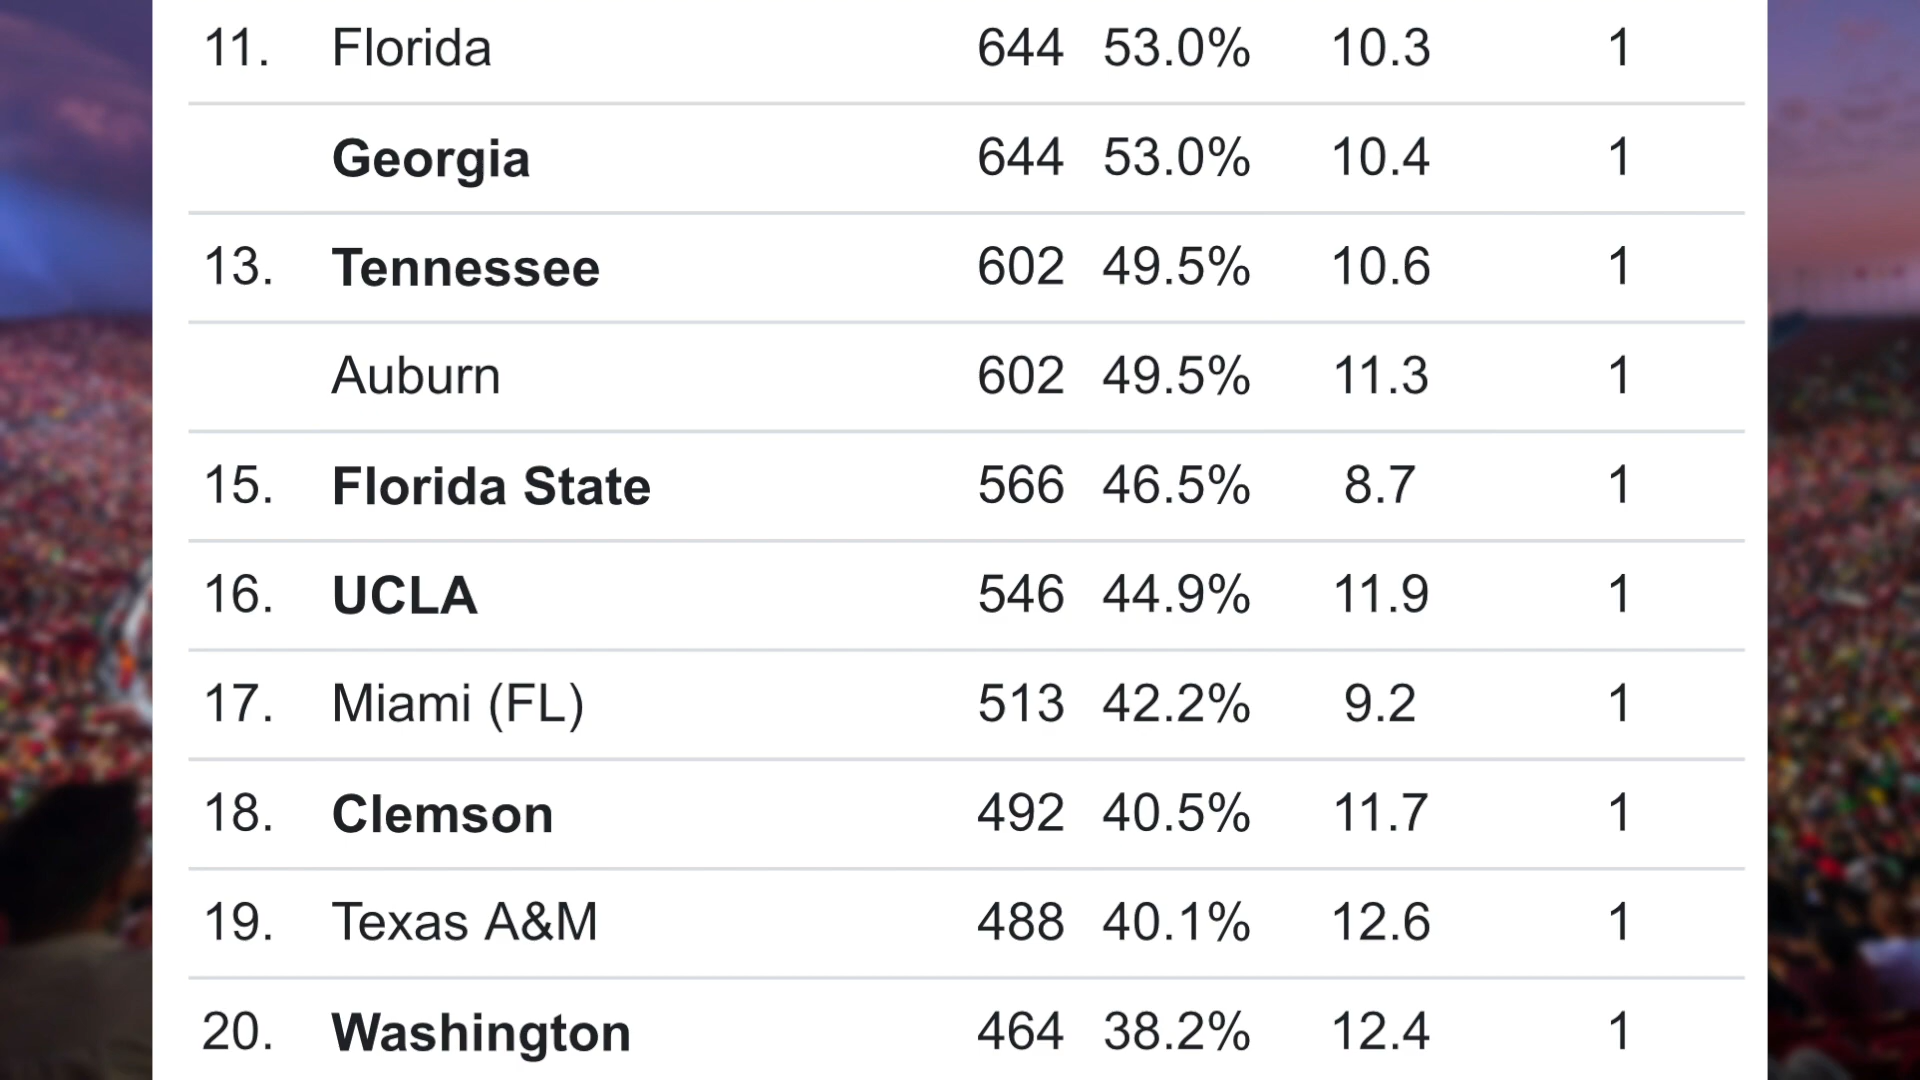 11. Florida 644 53.0% 10.3 1
Georgia 644 53.0% 10.4 1
13. Tennessee 602 49.5% 10.6 1
Auburn 602 49.5% 11.3 1
15. Florida State 566 46.5% 8.7 1
16. UCLA 546 44.9% 11.9 1
17. Miami (FL) 513 42.2% 9.2 1
18. Clemson 492 40.5% 11.7 1
19. Texas A&M 488 40.1% 12.6 1
20. Washington 464 38.2% 12.4 1